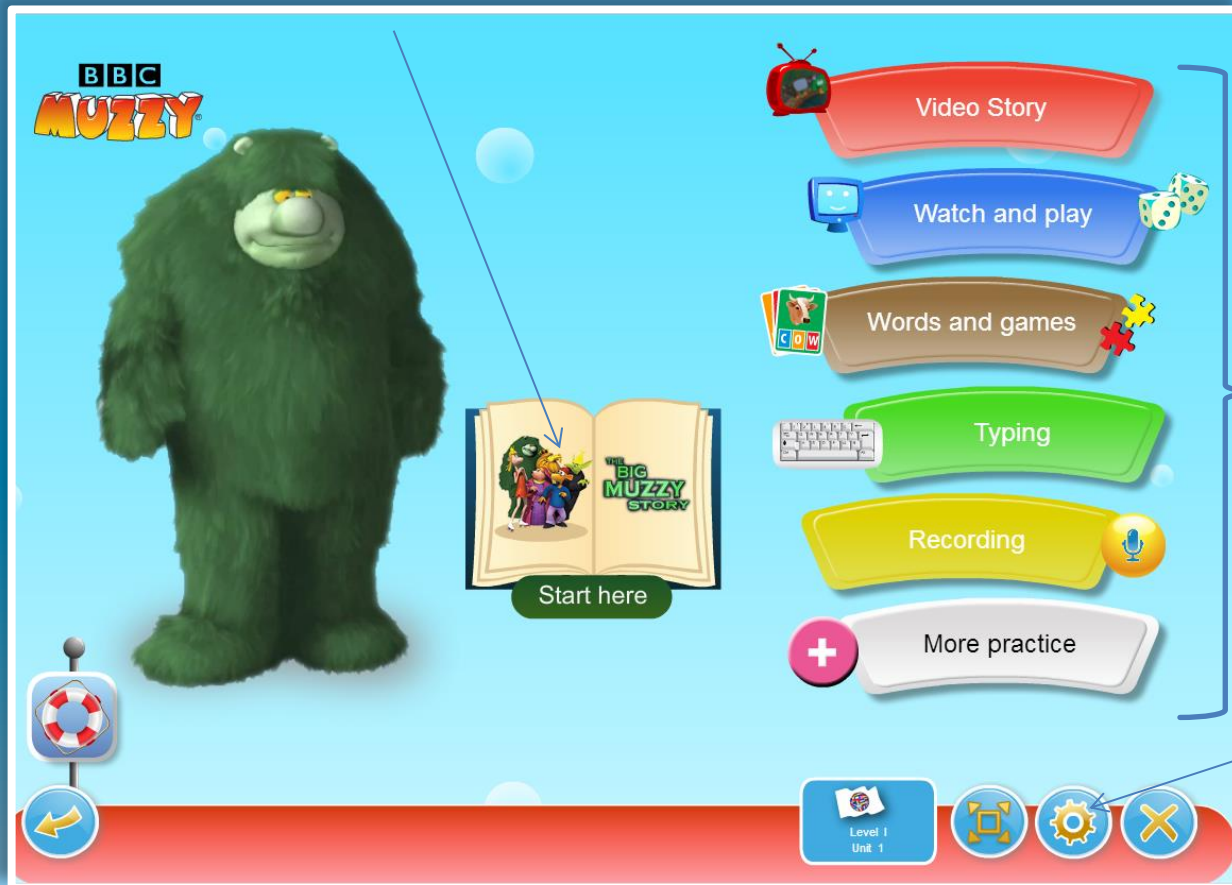 BBC
MUZZY
Video Story
Watch and play
COW
Words and games
Typing
THE
BIG
MUZZY
STORY
Start here
Recording
More practice
Level I
Unit 1